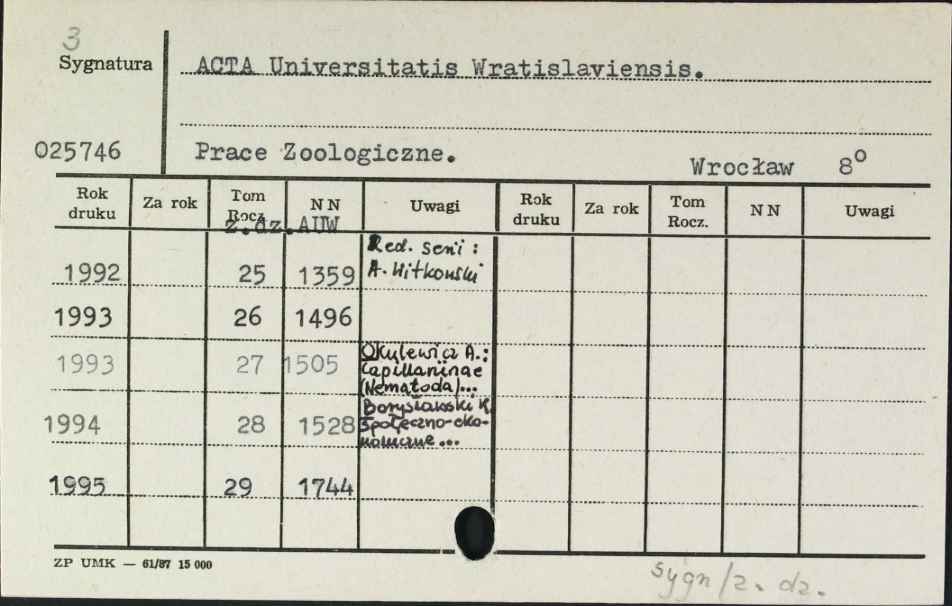 3
Sygnatura
ACTA Universitatis Wratislaviensis.
025746 Prace Zoologiczne. Wrocław 8°
Rok druku Za rok Tom Rocz. NN Uwagi Rok druku Za rok Tom Rocz. NN Uwagi
z.dz.AUW
1992 25 1359 Red. serii : A. Witkowski
1993 26 1496
1993 27 1505 Okulewicz A.: Capillariinae (Nematoda)...
1994 28 1528 Borysławski K. Społeczno-ekonomiczne...
1995 29 1744
ZP UMK — 61/87 15 000
sygn/z. dz.